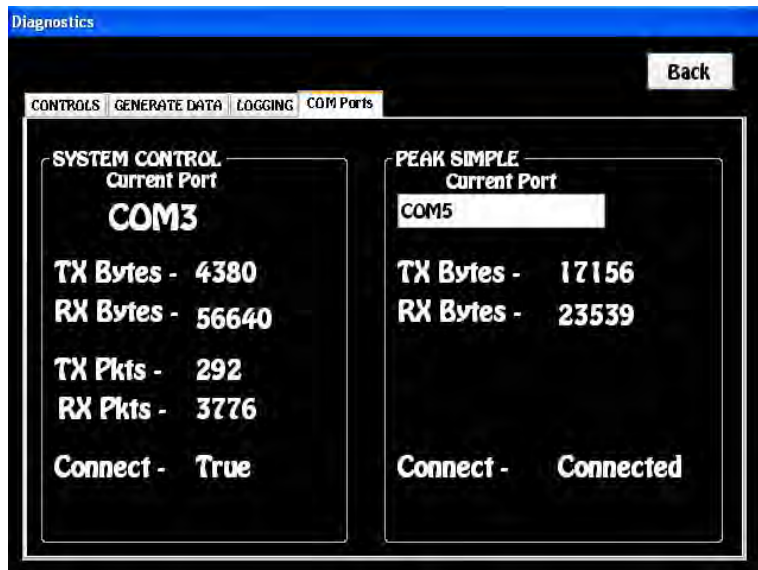 Diagnostics
Back
CONTROLS GENERATE DATA LOGGING COM Ports
SYSTEM CONTROL
Current Port
COM3
TX Bytes - 4380
RX Bytes - 56640
TX Pkts - 292
RX Pkts - 3776
Connect - True
PEAK SIMPLE
Current Port
COM5
TX Bytes - 17156
RX Bytes - 23539
Connect - Connected